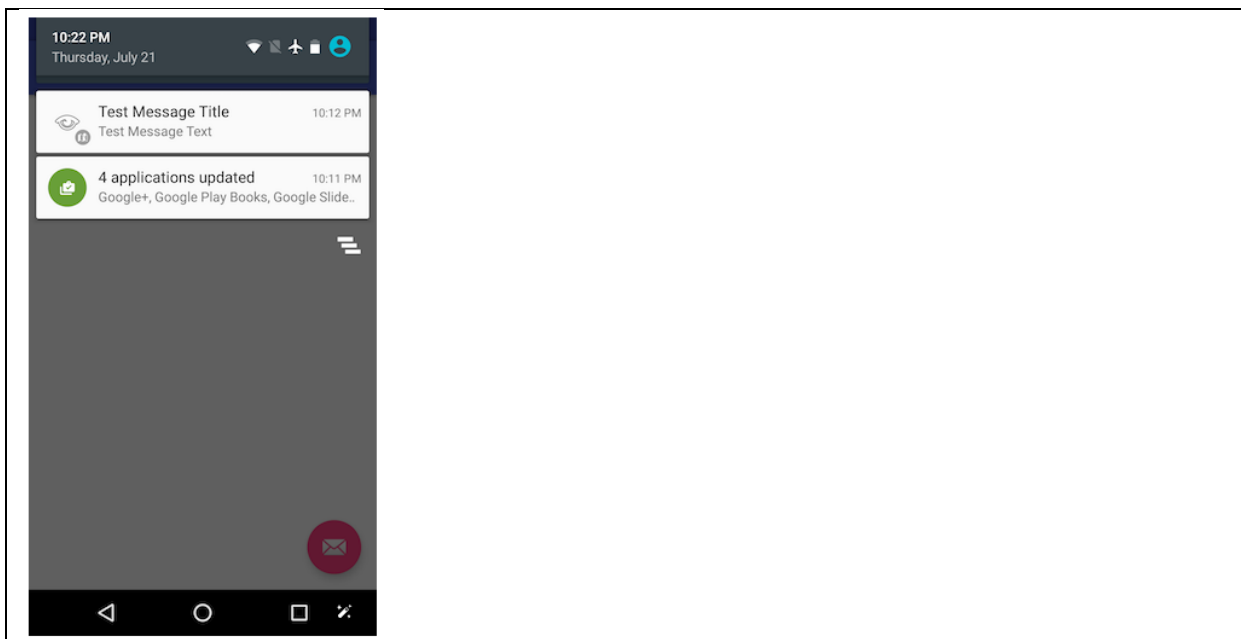 10:22 PM
Thursday, July 21
Test Message Title 10:12 PM
Test Message Text
4 applications updated 10:11 PM
Google+, Google Play Books, Google Slide..